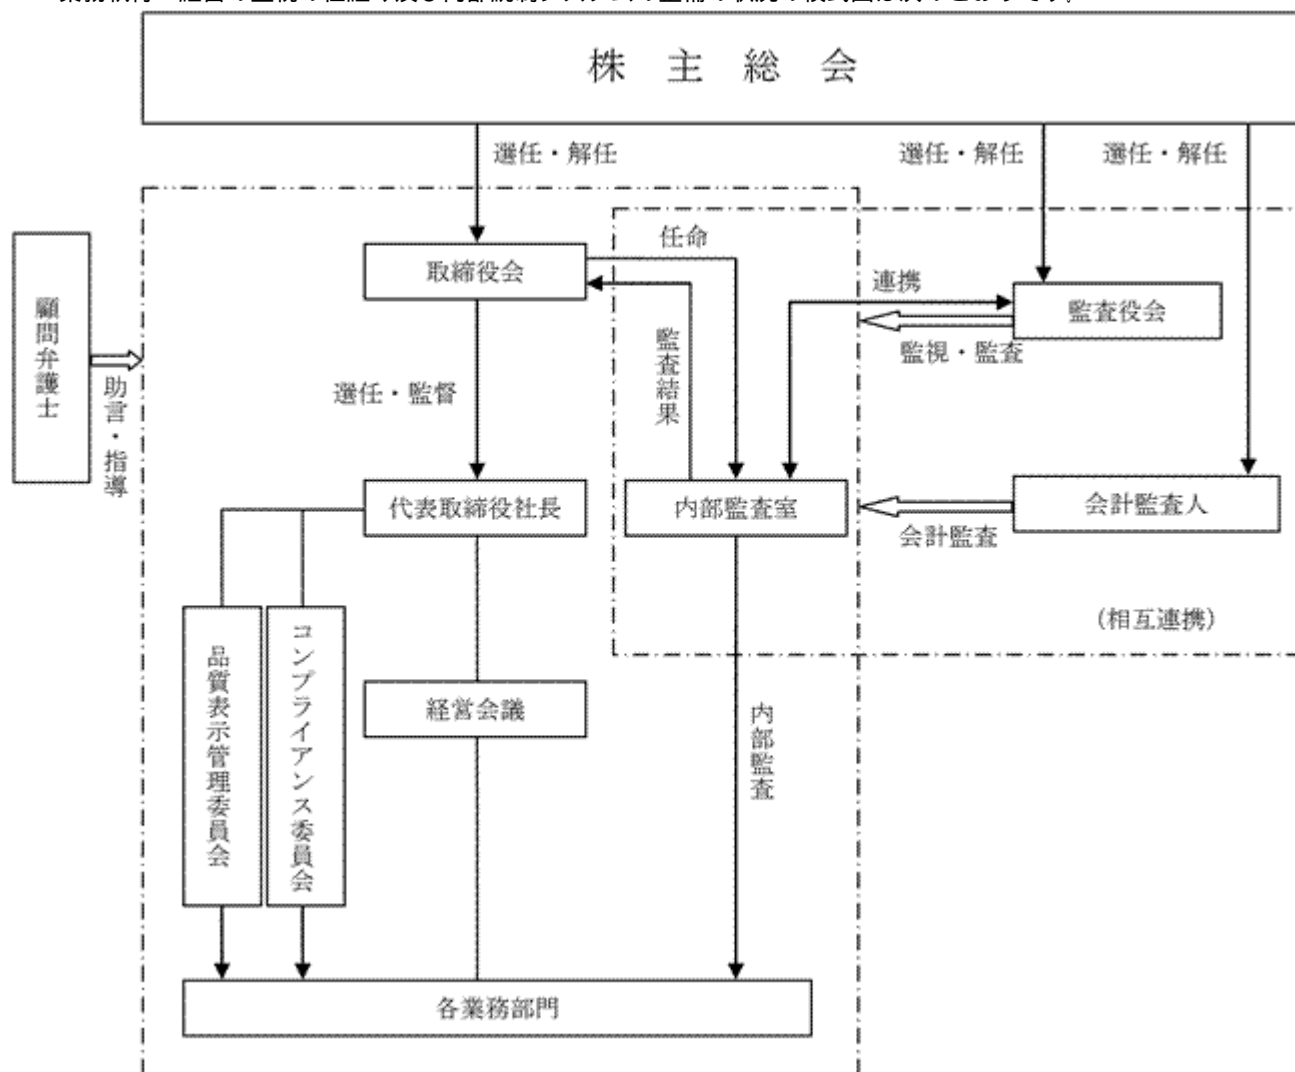 株主総会
選任・解任
選任・解任
選任・解任
任命
取締役会
連携
監査役会
監視・監査
顧問弁護士
助言・指導
監査結果
選任・監督
代表取締役社長
内部監査室
会計監査人
会計監査
(相互連携)
品質表示管理委員会
コンプライアンス委員会
経営会議
内部監査
各業務部門